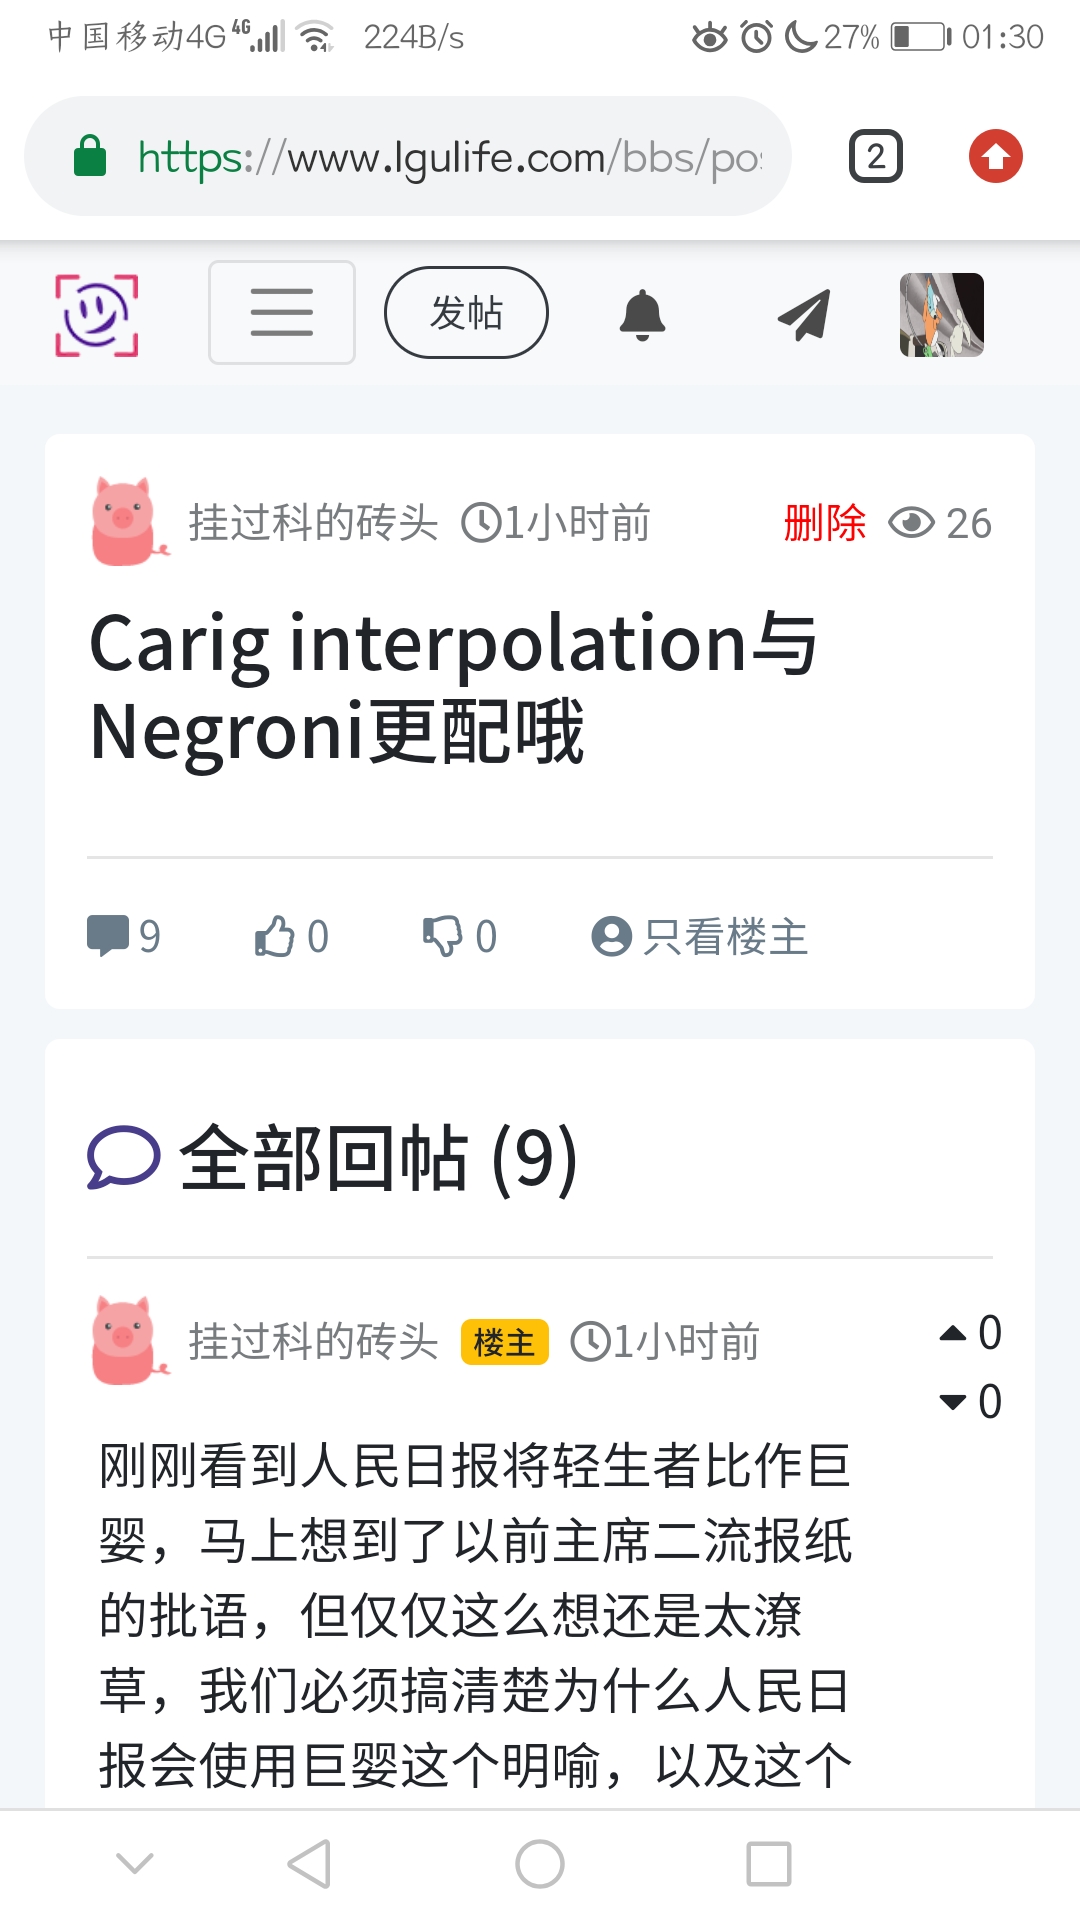 中国移动4G 4G 224B/s 27% 01:30
https://www.lgulife.com/bbs/po
2
发帖
挂过科的砖头 1小时前 删除 26
Carig interpolation与
Negroni更配哦
9 0 0 只看楼主
全部回帖 (9)
挂过科的砖头 楼主 1小时前 0
0
刚刚看到人民日报将轻生者比作巨
婴，马上想到了以前主席二流报纸
的批语，但仅仅这么想还是太潦
草，我们必须搞清楚为什么人民日
报会使用巨婴这个明喻，以及这个